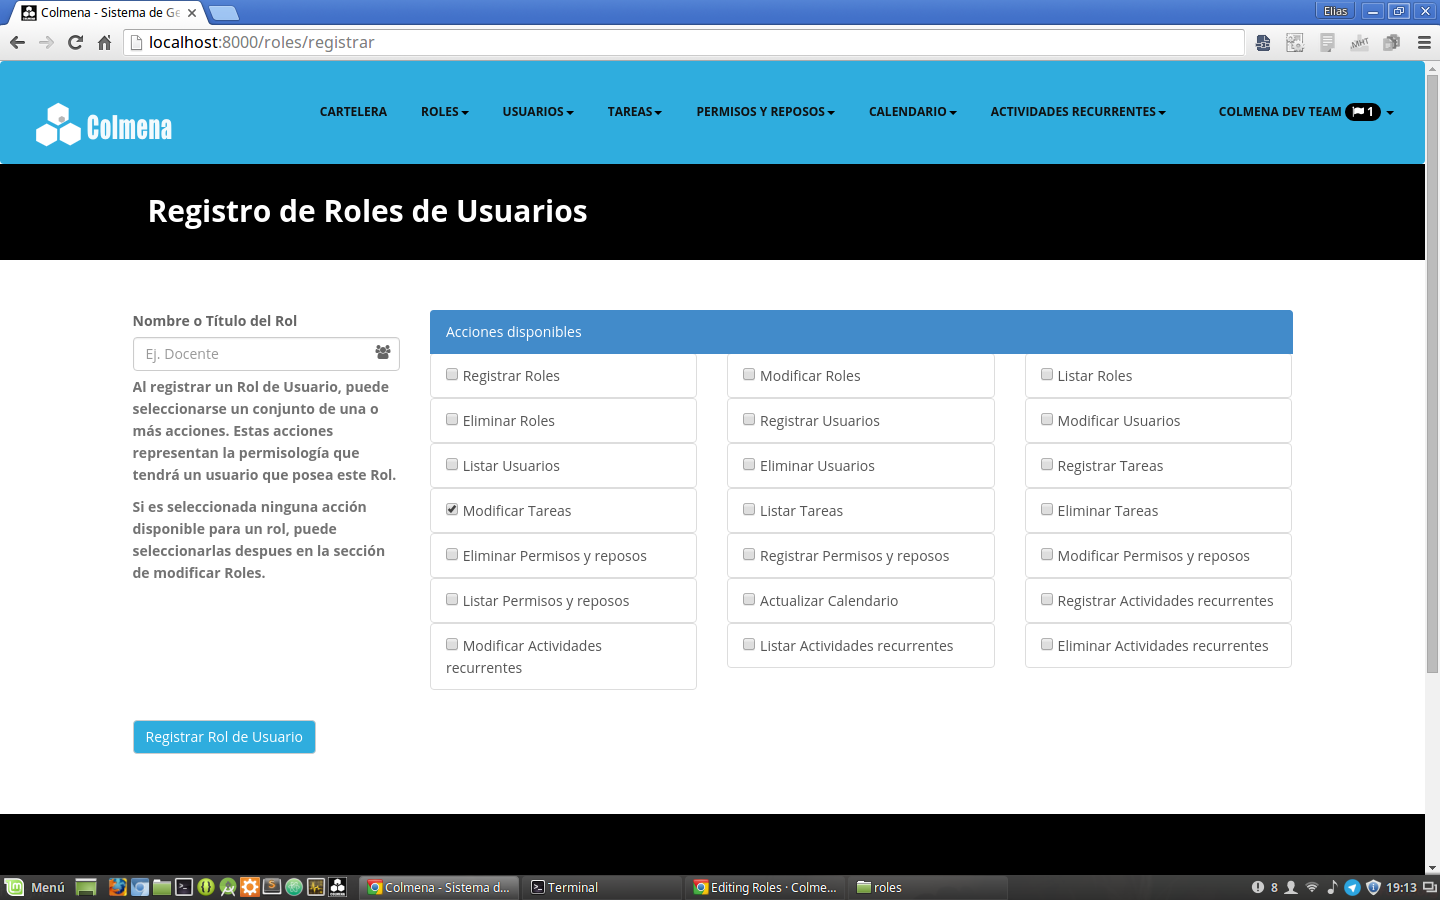 Colmena - Sistema de Ge
Elias
localhost:8000/roles/registrar
Colmena
CARTELERA
ROLES
USUARIOS
TAREAS
PERMISOS Y REPOSOS
CALENDARIO
ACTIVIDADES RECURRENTES
COLMENA DEV TEAM 1
Registro de Roles de Usuarios
Nombre o Título del Rol
Ej. Docente
Al registrar un Rol de Usuario, puede
seleccionarse un conjunto de una o
más acciones. Estas acciones
representan la permisología que
tendrá un usuario que posea este Rol.
Si es seleccionada ninguna acción
disponible para un rol, puede
seleccionarlas despues en la sección
de modificar Roles.
Acciones disponibles
Registrar Roles
Modificar Roles
Listar Roles
Eliminar Roles
Registrar Usuarios
Modificar Usuarios
Listar Usuarios
Eliminar Usuarios
Registrar Tareas
Modificar Tareas
Listar Tareas
Eliminar Tareas
Eliminar Permisos y reposos
Registrar Permisos y reposos
Modificar Permisos y reposos
Listar Permisos y reposos
Actualizar Calendario
Registrar Actividades recurrentes
Modificar Actividades
recurrentes
Listar Actividades recurrentes
Eliminar Actividades recurrentes
Registrar Rol de Usuario
Menú
Colmena - Sistema d...
Terminal
Editing Roles · Colme...
roles
8
19:13